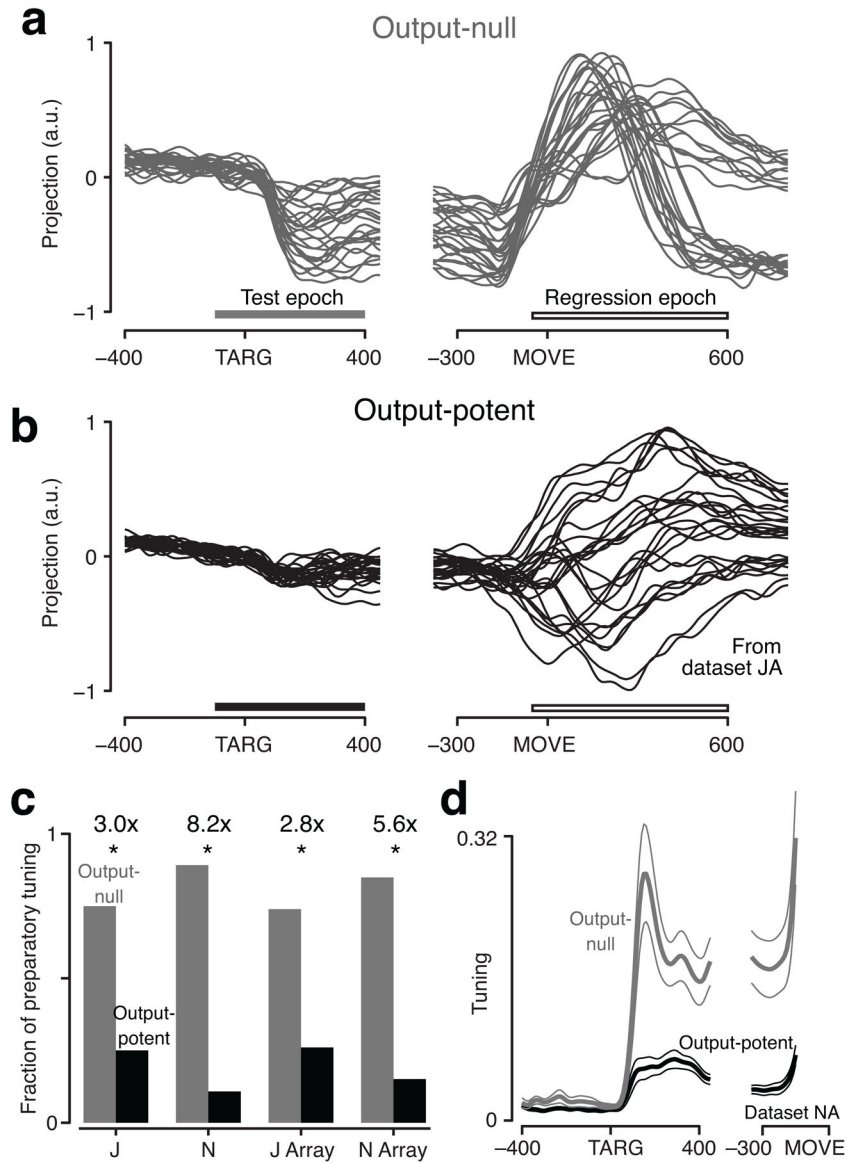 a
Output-null
1
Projection (a.u.)
0
−1
Test epoch
Regression epoch
−400
TARG
400
−300
MOVE
600
b
Output-potent
1
Projection (a.u.)
0
−1
From
dataset JA
−400
TARG
400
−300
MOVE
600
c
Fraction of preparatory tuning
1
0
3.0x
8.2x
2.8x
5.6x
*
*
*
*
Output-
null
Output-
potent
J
N
J Array
N Array
d
Tuning
0.32
0
Output-
null
Output-potent
Dataset NA
−400
TARG
400
−300
MOVE